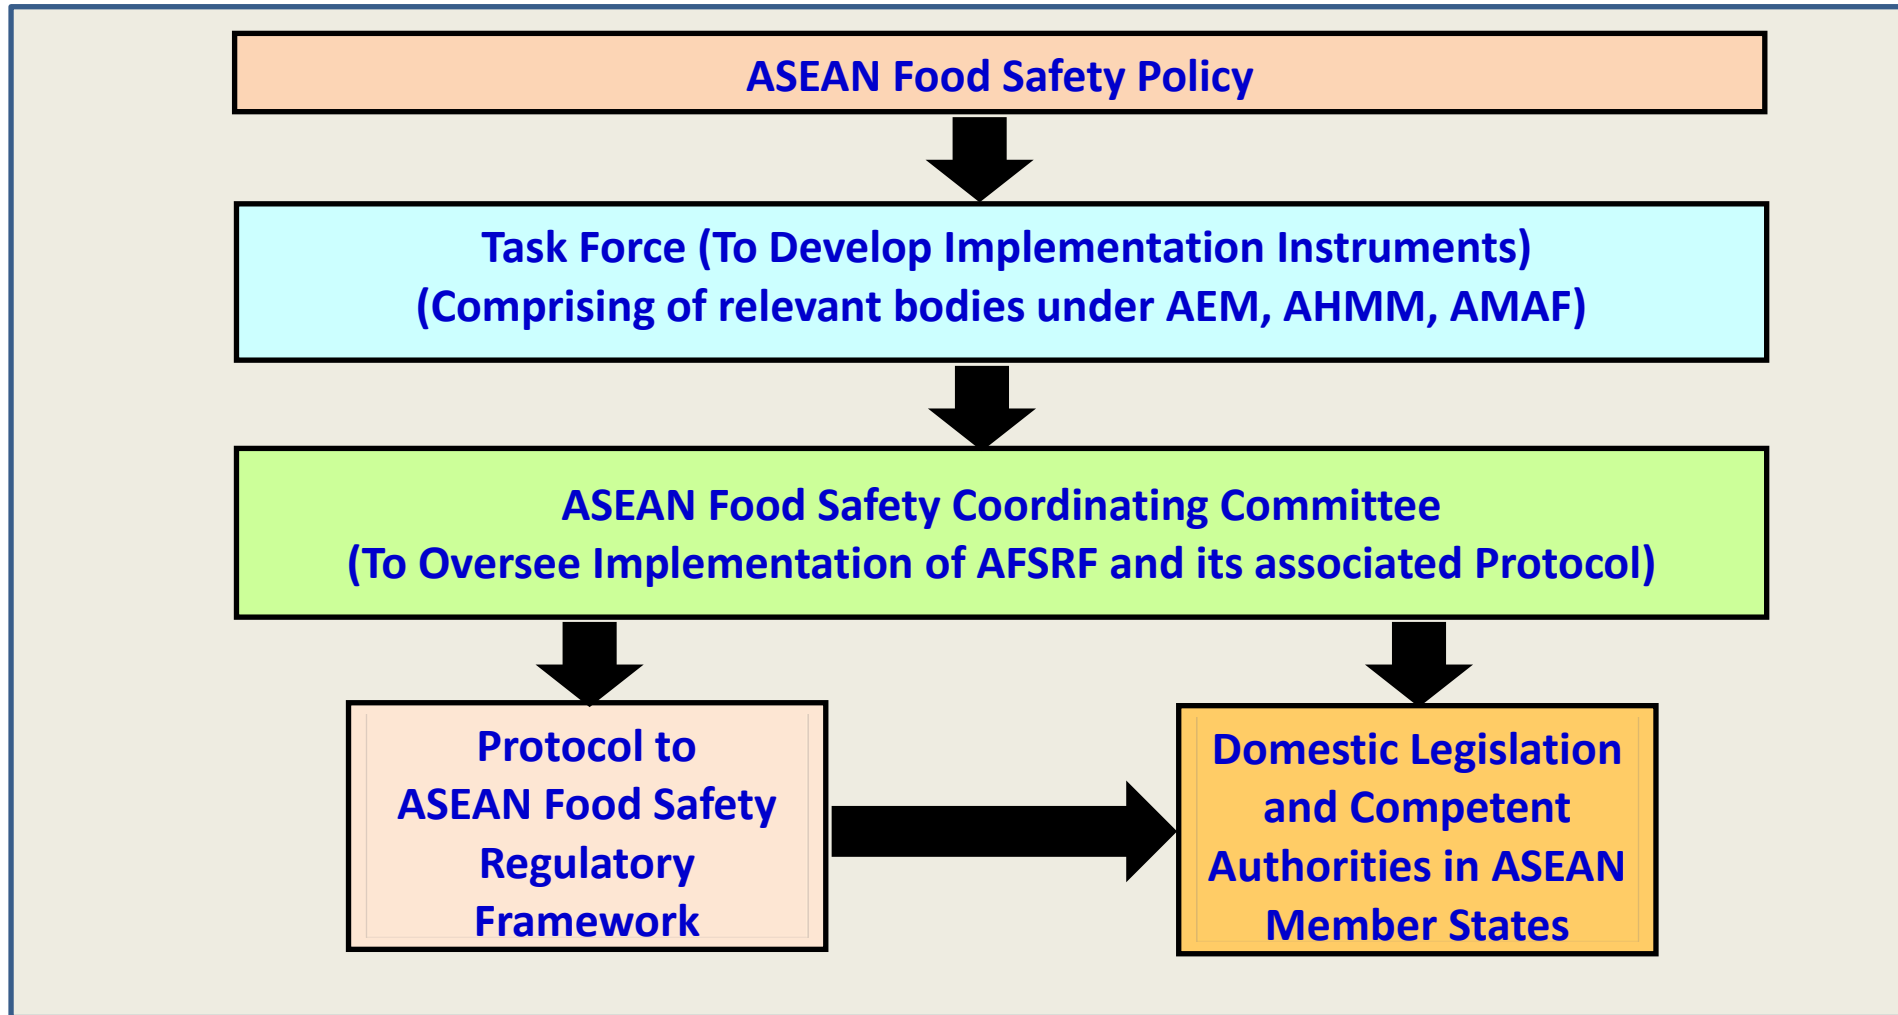 ASEAN Food Safety Policy
Task Force (To Develop Implementation Instruments)
(Comprising of relevant bodies under AEM, AHMM, AMAF)
ASEAN Food Safety Coordinating Committee
(To Oversee Implementation of AFSRF and its associated Protocol)
Protocol to
ASEAN Food Safety
Regulatory
Framework
Domestic Legislation
and Competent
Authorities in ASEAN
Member States